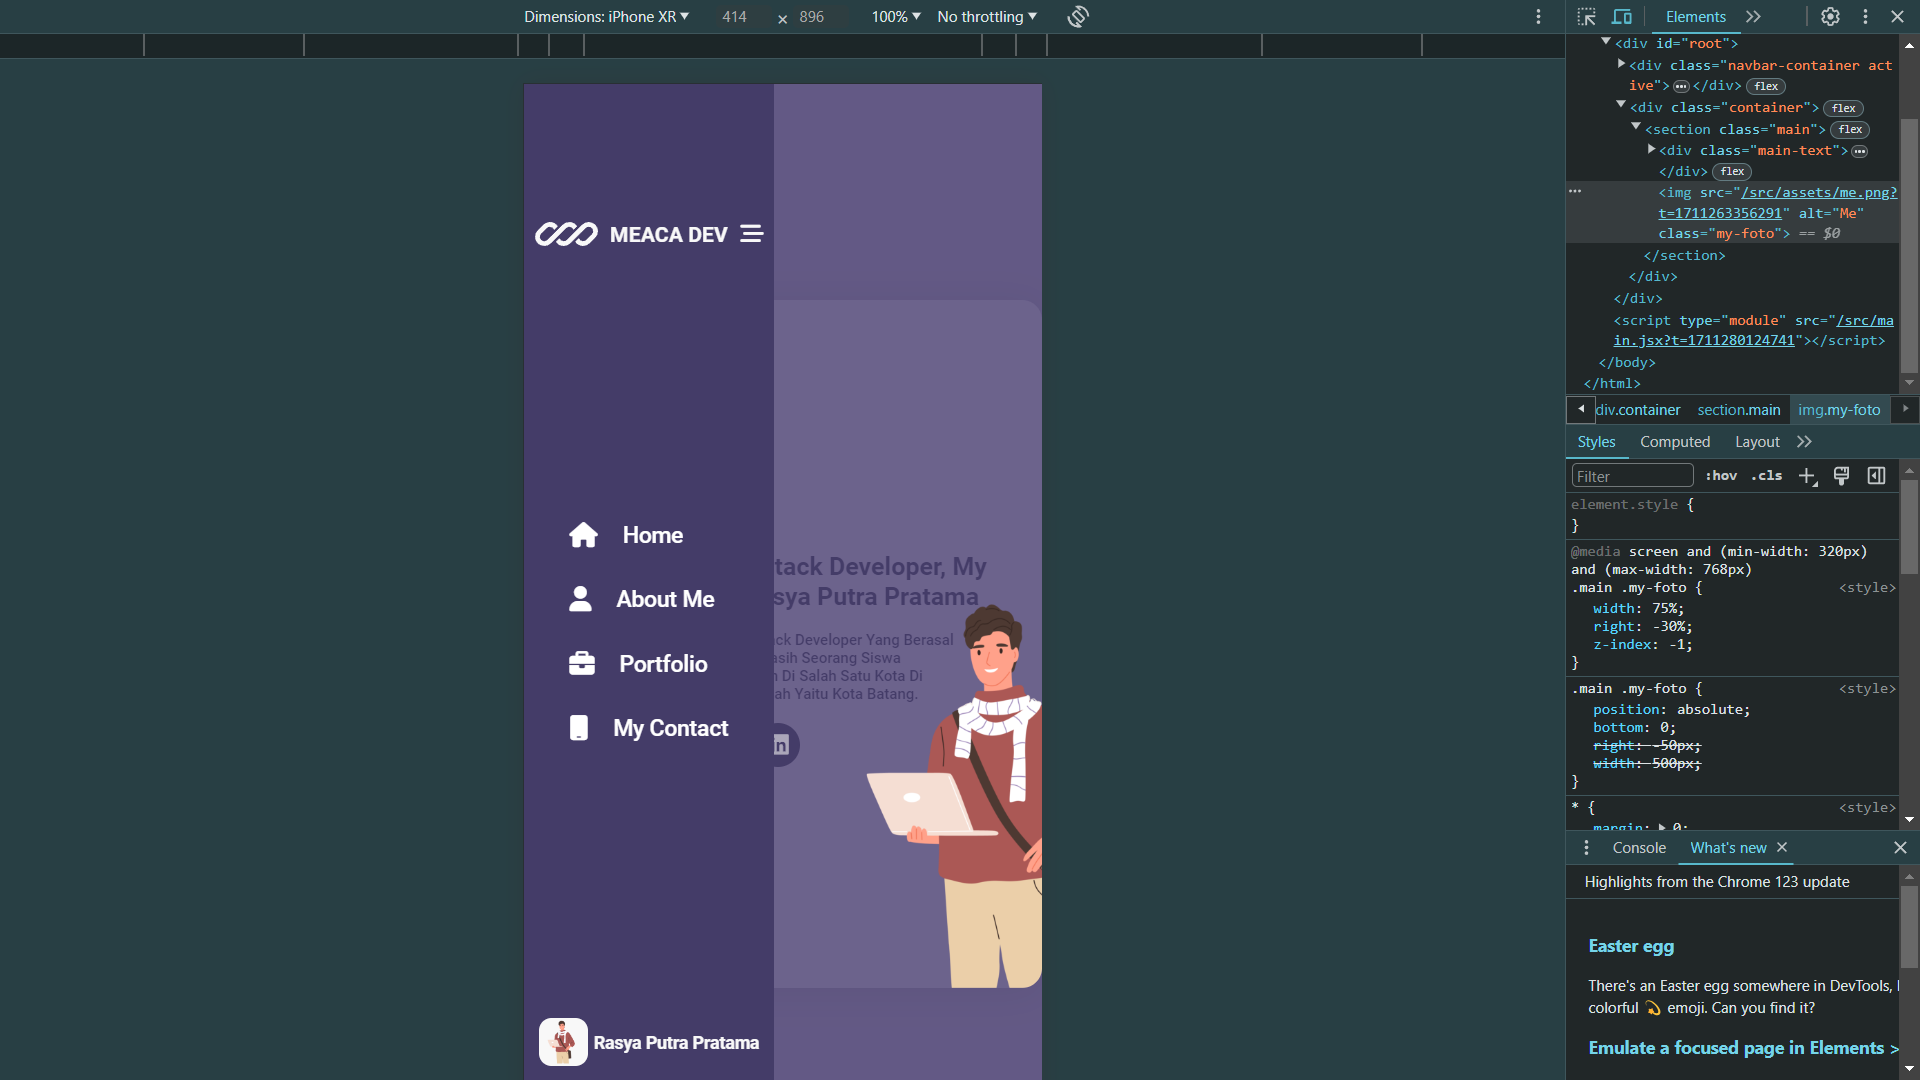 Dimensions: iPhone XR
414 × 896
100%
No throttling
Elements
<div id="root">
<div class="navbar-container act
ive"> </div> flex
<div class="container"> flex
<section class="main"> flex
<div class="main-text">
</div> flex
<img src="/src/assets/me.png?
t=1711263356291" alt="Me"
class="my-foto"> == $0
</section>
</div>
</div>
<script type="module" src="/src/ma
in.jsx?t=1711280124741"></script>
</body>
</html>
div.container section.main img.my-foto
Styles Computed Layout
Filter :hov .cls
element.style {
}
@media screen and (min-width: 320px)
and (max-width: 768px)
.main .my-foto { <style>
width: 75%;
right: -30%;
z-index: -1;
}
.main .my-foto { <style>
position: absolute;
bottom: 0;
right: -50px;
width: 500px;
}
* { <style>
margin: 0;
Console What's new
Highlights from the Chrome 123 update
Easter egg
There's an Easter egg somewhere in DevTools,
colorful 💫 emoji. Can you find it?
Emulate a focused page in Elements >
MEACA DEV
Home
About Me
Portfolio
My Contact
Rasya Putra Pratama
tack Developer, My
sya Putra Pratama
ck Developer Yang Berasal
asih Seorang Siswa
Di Salah Satu Kota Di
ah Yaitu Kota Batang.
in